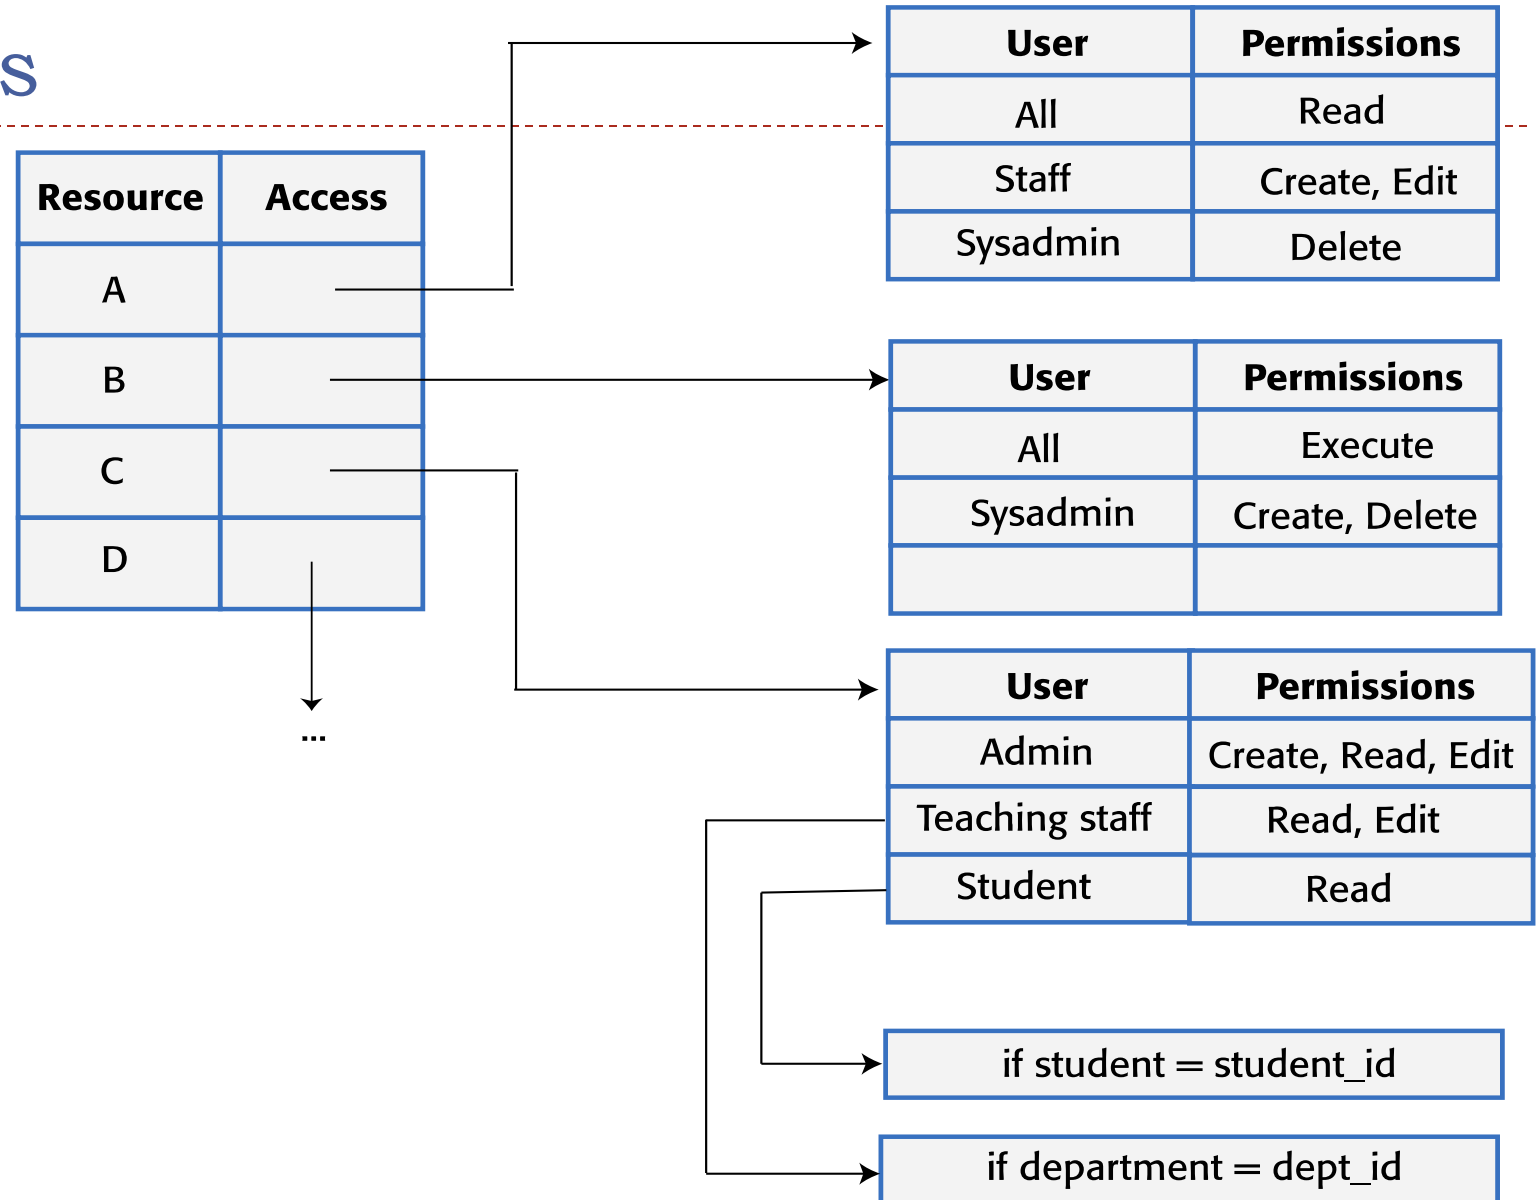 s
Resource Access
A
B
C
D
...
User Permissions
All Read
Staff Create, Edit
Sysadmin Delete
User Permissions
All Execute
Sysadmin Create, Delete
User Permissions
Admin Create, Read, Edit
Teaching staff Read, Edit
Student Read
if student = student_id
if department = dept_id